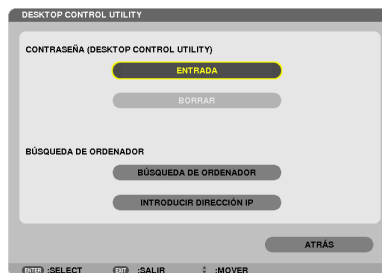 DESKTOP CONTROL UTILITY
CONTRASEÑA (DESKTOP CONTROL UTILITY)
ENTRADA
BORRAR
BÚSQUEDA DE ORDENADOR
BÚSQUEDA DE ORDENADOR
INTRODUCIR DIRECCIÓN IP
ATRÁS
ENTER :SELECT EXIT :SALIR :MOVER